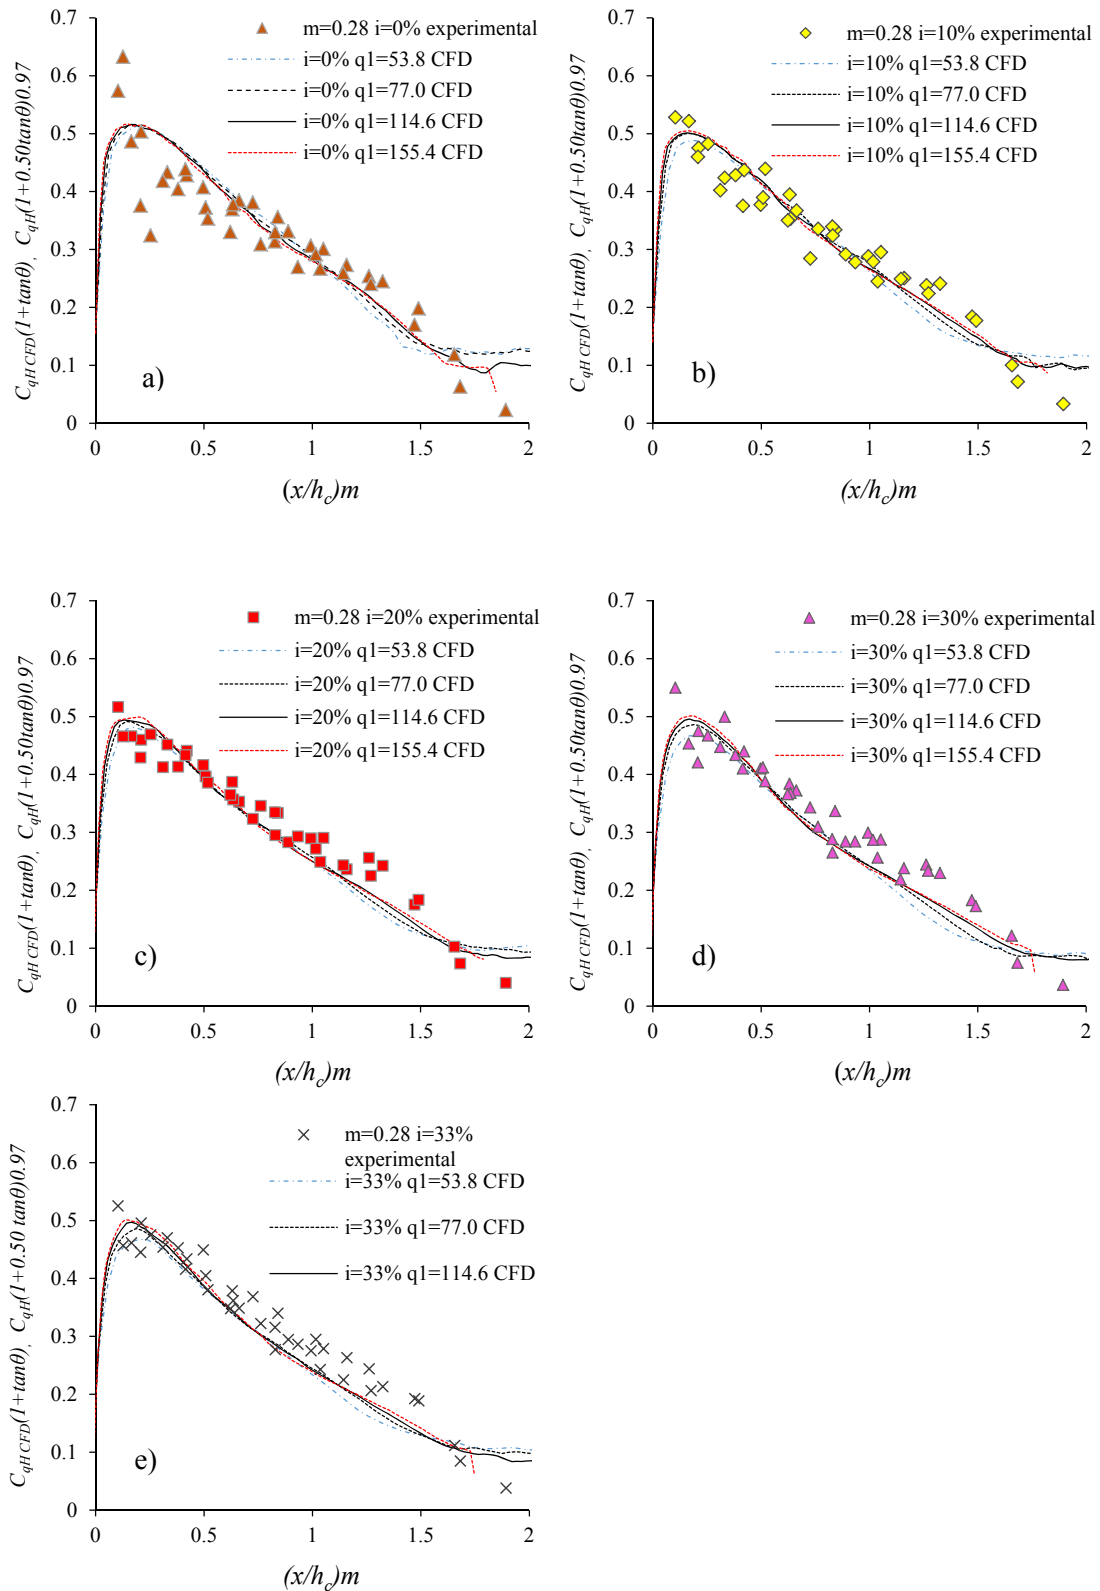 0.7
0.6
0.5
0.4
0.3
0.2
0.1
0
C_qH CFD(1+tanθ), C_qH(1+0.50tanθ)0.97
m=0.28 i=0% experimental
i=0% q1=53.8 CFD
i=0% q1=77.0 CFD
i=0% q1=114.6 CFD
i=0% q1=155.4 CFD
a)
0 0.5 1 1.5 2
(x/h_c)m
0.7
0.6
0.5
0.4
0.3
0.2
0.1
0
C_qH CFD(1+tanθ), C_qH(1+0.50tanθ)0.97
m=0.28 i=10% experimental
i=10% q1=53.8 CFD
i=10% q1=77.0 CFD
i=10% q1=114.6 CFD
i=10% q1=155.4 CFD
b)
0 0.5 1 1.5 2
(x/h_c)m
0.7
0.6
0.5
0.4
0.3
0.2
0.1
0
C_qH CFD(1+tanθ), C_qH(1+0.50tanθ)0.97
m=0.28 i=20% experimental
i=20% q1=53.8 CFD
i=20% q1=77.0 CFD
i=20% q1=114.6 CFD
i=20% q1=155.4 CFD
c)
0 0.5 1 1.5 2
(x/h_c)m
0.7
0.6
0.5
0.4
0.3
0.2
0.1
0
C_qH CFD(1+tanθ), C_qH(1+0.50tanθ)0.97
m=0.28 i=30% experimental
i=30% q1=53.8 CFD
i=30% q1=77.0 CFD
i=30% q1=114.6 CFD
i=30% q1=155.4 CFD
d)
0 0.5 1 1.5 2
(x/h_c)m
0.7
0.6
0.5
0.4
0.3
0.2
0.1
0
C_qH CFD(1+tanθ), C_qH(1+0.50 tanθ)0.97
m=0.28 i=33%
experimental
i=33% q1=53.8 CFD
i=33% q1=77.0 CFD
i=33% q1=114.6 CFD
e)
0 0.5 1 1.5 2
(x/h_c)m